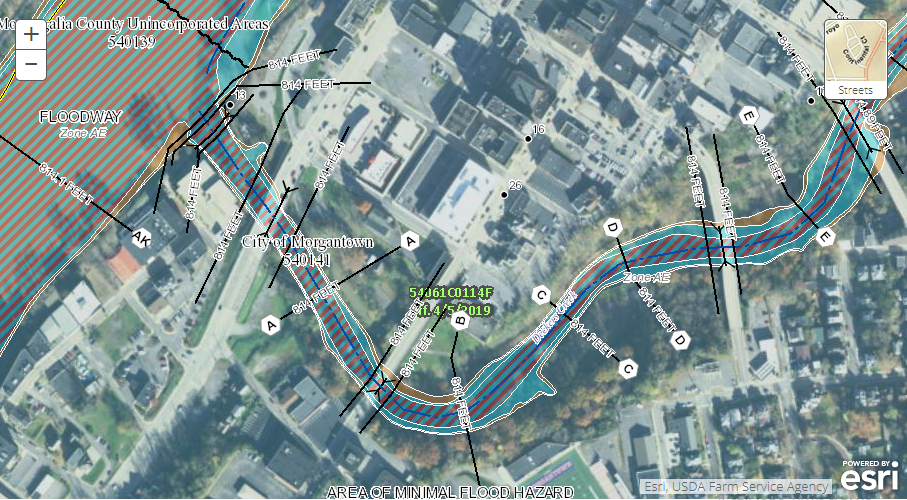 Monongalia County Unincorporated Areas
540139
+
−
814 FEET
814 FEET
13
FLOODWAY
Zone AE
814.1 FEET
AK
814 FEET
814 FEET
814 FEET
City of Morgantown
540141
A
814 FEET
A
16
26
54061C0114F
eff. 4/5/2019
814 FEET
814 FEET
B
814 FEET
C
814 FEET
C
D
Zone AE
814 FEET
D
814 FEET
814 FEET
E
814 FEET
E
814 FEET
Streets
AREA OF MINIMAL FLOOD HAZARD
Esri, USDA Farm Service Agency
POWERED BY
esri